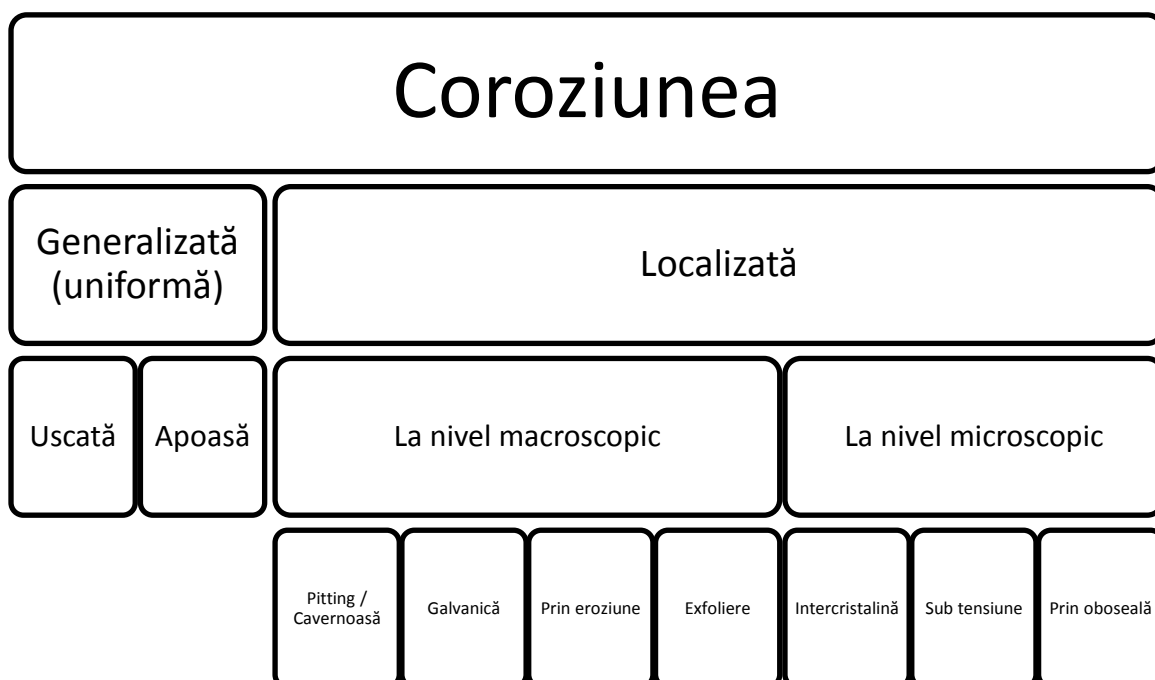 Coroziunea
Generalizată
(uniformă)
Localizată
Uscată
Apoasă
La nivel macroscopic
La nivel microscopic
Pitting /
Cavernoasă
Galvanică
Prin eroziune
Exfoliere
Intercristalină
Sub tensiune
Prin oboseală